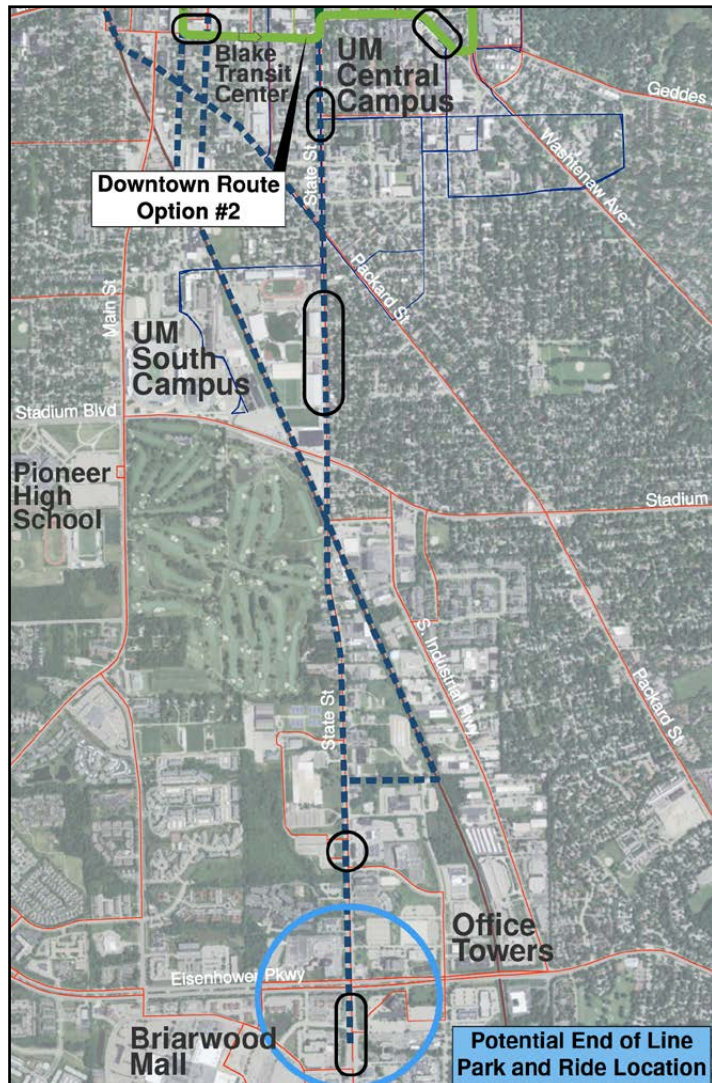 Blake
Transit
Center
UM
Central
Campus
Geddes
Washtenaw Ave
Downtown Route
Option #2
State St
Packard St
Main St
UM
South
Campus
Stadium Blvd
Pioneer
High
School
Stadium
S. Industrial Hwy
State St
Packard St
Office
Towers
Eisenhower Pkwy
Briarwood
Mall
Potential End of Line
Park and Ride Location